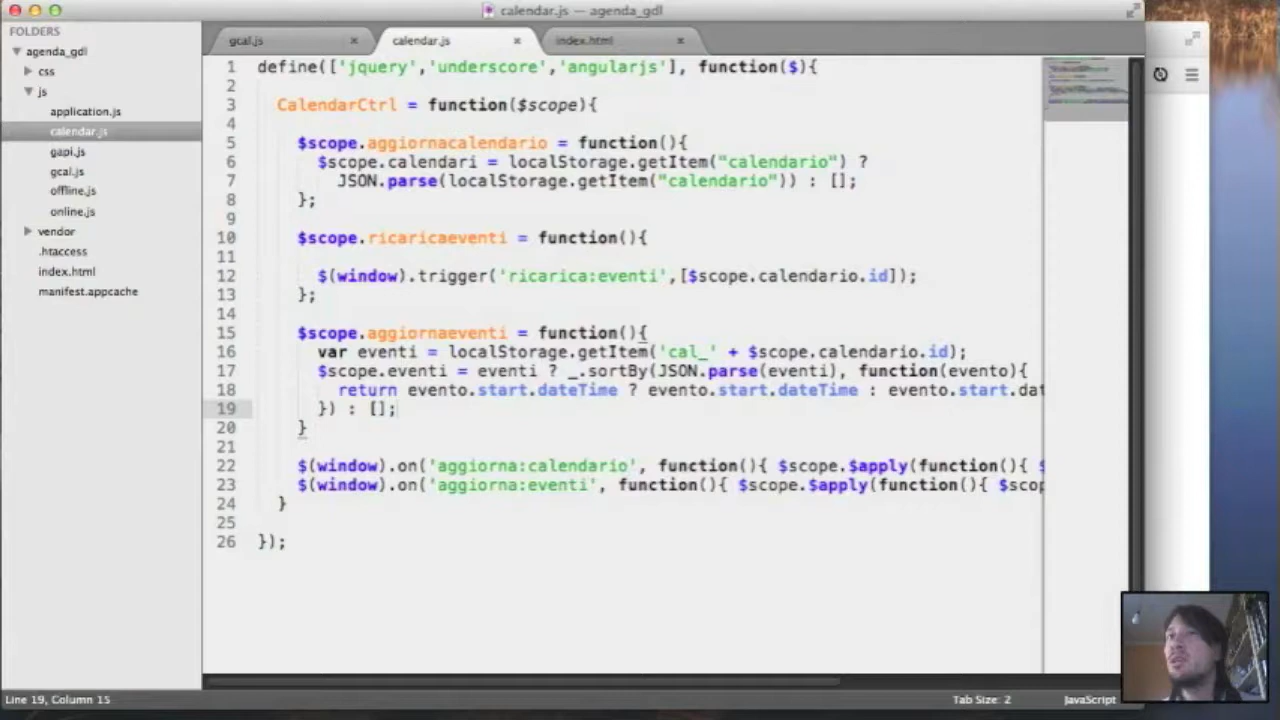 calendar.js — agenda_gdl
FOLDERS
agenda_gdl
css
js
application.js
calendar.js
gapi.js
gcal.js
offline.js
online.js
vendor
.htaccess
index.html
manifest.appcache
gcal.js
calendar.js
index.html
1 define(['jquery','underscore','angularjs'], function($){
2
3 CalendarCtrl = function($scope){
4
5 $scope.aggiornacalendario = function(){
6 $scope.calendari = localStorage.getItem("calendario") ?
7 JSON.parse(localStorage.getItem("calendario")) : [];
8 };
9
10 $scope.ricaricaeventi = function(){
11
12 $(window).trigger('ricarica:eventi',[$scope.calendario.id]);
13 };
14
15 $scope.aggiornaeventi = function(){
16 var eventi = localStorage.getItem('cal_' + $scope.calendario.id);
17 $scope.eventi = eventi ? _.sortBy(JSON.parse(eventi), function(evento){
18 return evento.start.dateTime ? evento.start.dateTime : evento.start.dat
19 }) : [];
20 }
21
22 $(window).on('aggiorna:calendario', function(){ $scope.$apply(function(){ $
23 $(window).on('aggiorna:eventi', function(){ $scope.$apply(function(){ $scop
24 }
25
26 });
Line 19, Column 15
Tab Size: 2
JavaScript